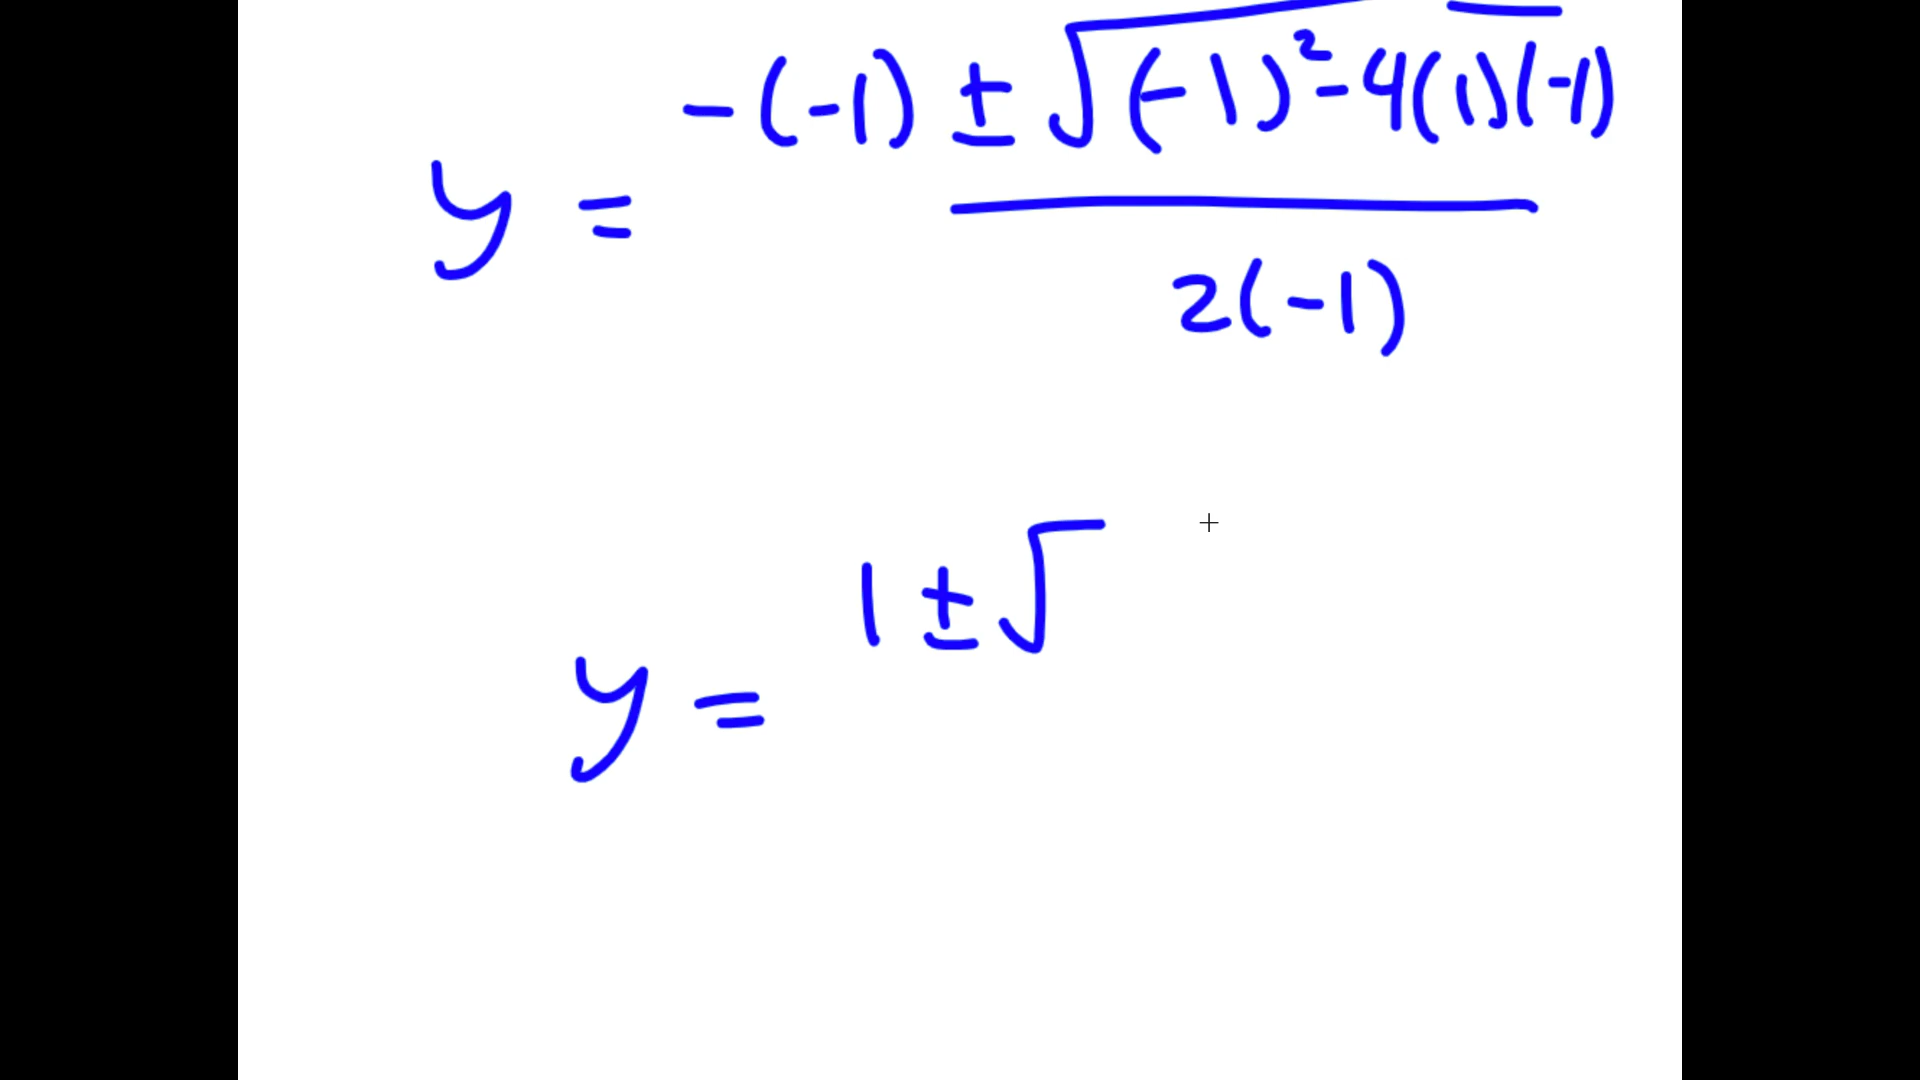 y = -(-1) ± √(-1)² - 4(1)(-1)
2(-1)
y = 1 ± √